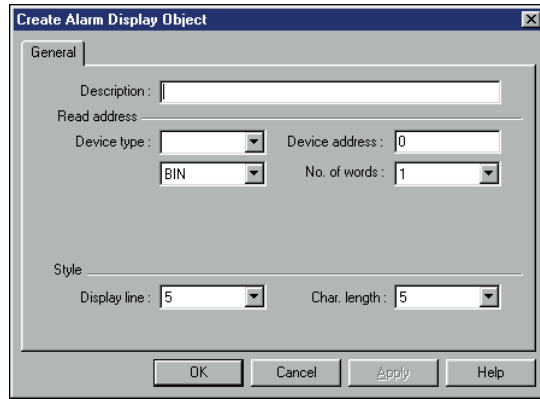 Create Alarm Display Object
General
Description :
Read address
Device type : Device address : 0
BIN No. of words : 1
Style
Display line : 5 Char. length : 5
OK Cancel Apply Help